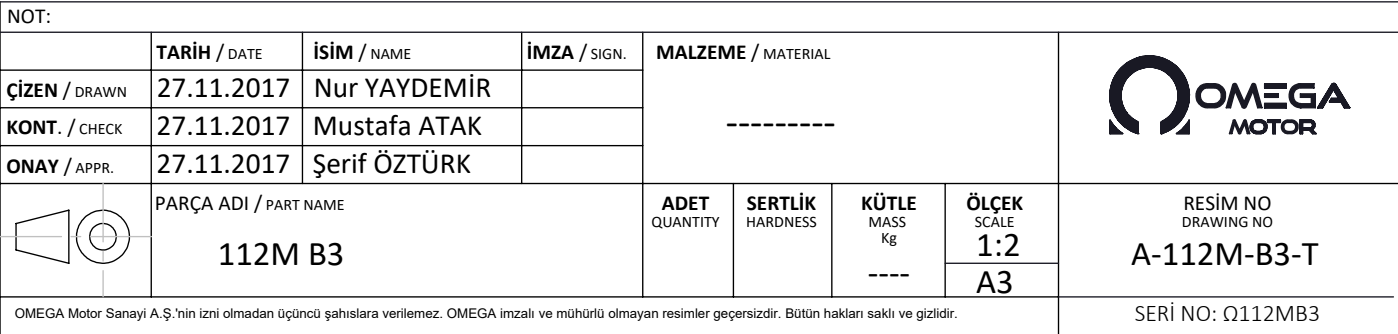 NOT:
TARİH / DATE İSİM / NAME İMZA / SIGN. MALZEME / MATERIAL
ÇİZEN / DRAWN 27.11.2017 Nur YAYDEMİR
KONT. / CHECK 27.11.2017 Mustafa ATAK
ONAY / APPR. 27.11.2017 Şerif ÖZTÜRK
---------
OMEGA
MOTOR
PARÇA ADI / PART NAME
112M B3
ADET
QUANTITY
SERTLİK
HARDNESS
KÜTLE
MASS
Kg
----
ÖLÇEK
SCALE
1:2
A3
RESİM NO
DRAWING NO
A-112M-B3-T
OMEGA Motor Sanayi A.Ş.'nin izni olmadan üçüncü şahıslara verilemez. OMEGA imzalı ve mühürlü olmayan resimler geçersizdir. Bütün hakları saklı ve gizlidir.
SERİ NO: Ω112MB3